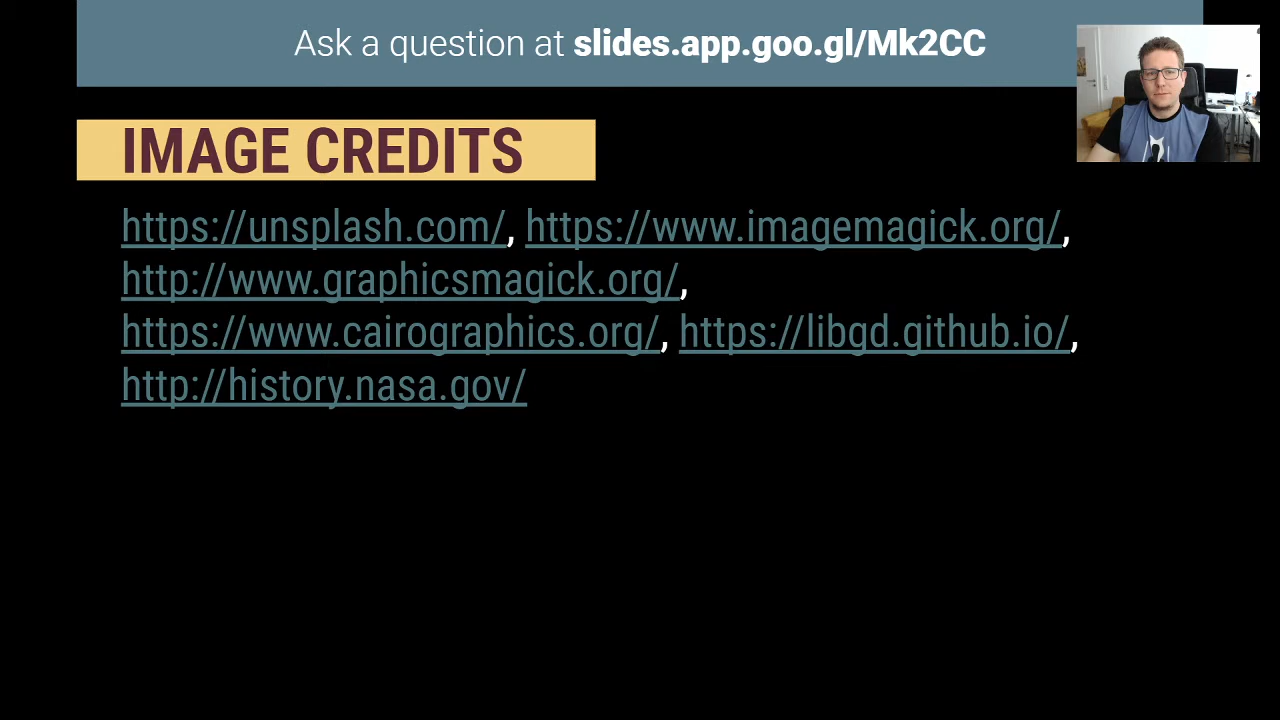 Ask a question at slides.app.goo.gl/Mk2CC
IMAGE CREDITS
https://unsplash.com/, https://www.imagemagick.org/,
http://www.graphicsmagick.org/,
https://www.cairographics.org/, https://libgd.github.io/,
http://history.nasa.gov/